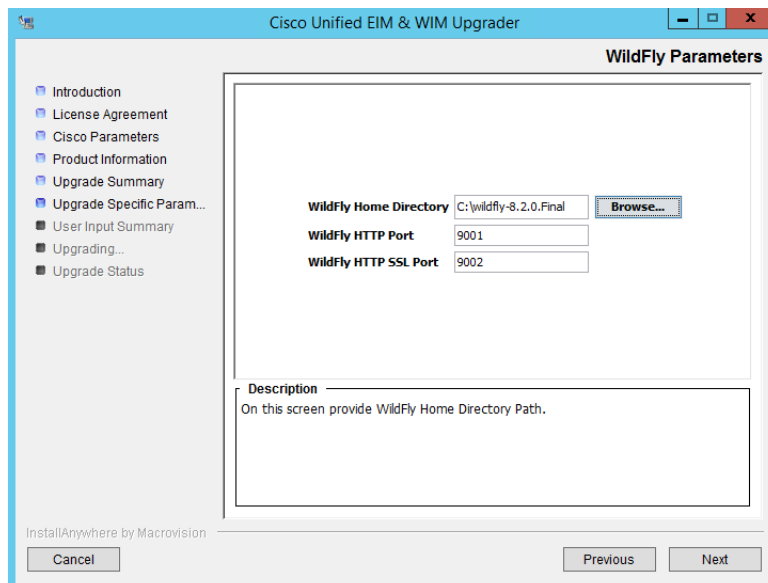 Cisco Unified EIM & WIM Upgrader
WildFly Parameters
Introduction
License Agreement
Cisco Parameters
Product Information
Upgrade Summary
Upgrade Specific Param...
User Input Summary
Upgrading...
Upgrade Status
WildFly Home Directory C:\wildfly-8.2.0.Final Browse...
WildFly HTTP Port 9001
WildFly HTTP SSL Port 9002
Description
On this screen provide WildFly Home Directory Path.
InstallAnywhere by Macrovision
Cancel Previous Next